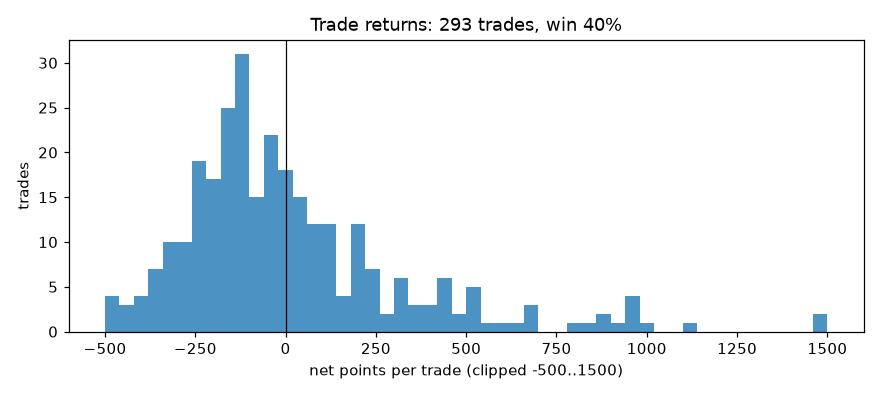 Trade returns: 293 trades, win 40%
trades
30
25
20
15
10
5
0
−500 −250 0 250 500 750 1000 1250 1500
net points per trade (clipped -500..1500)